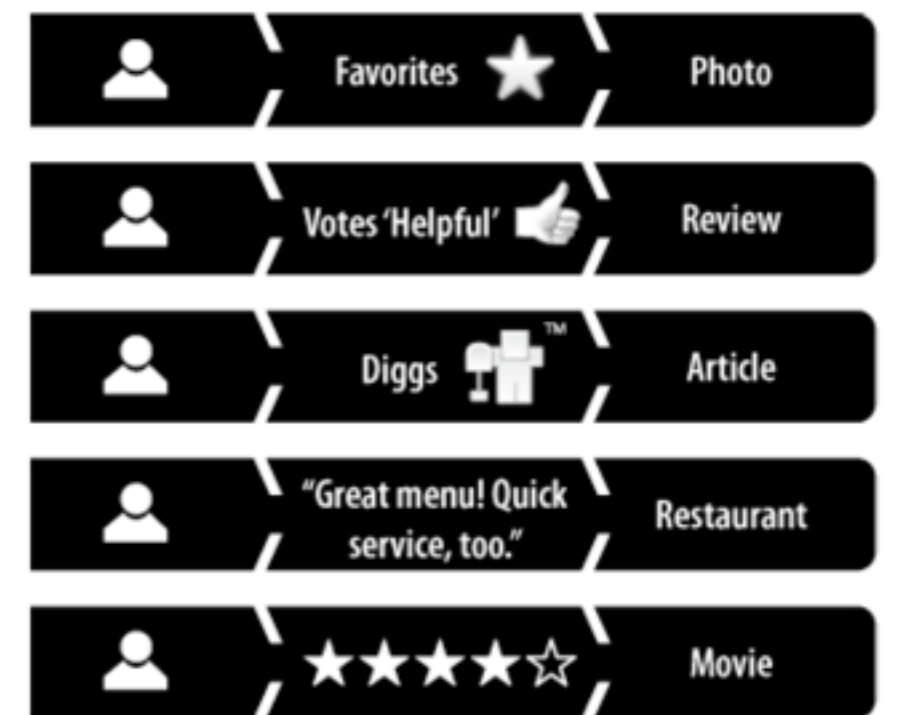 Favorites Photo
Votes ‘Helpful’ Review
Diggs ™ Article
“Great menu! Quick
service, too.” Restaurant
Movie